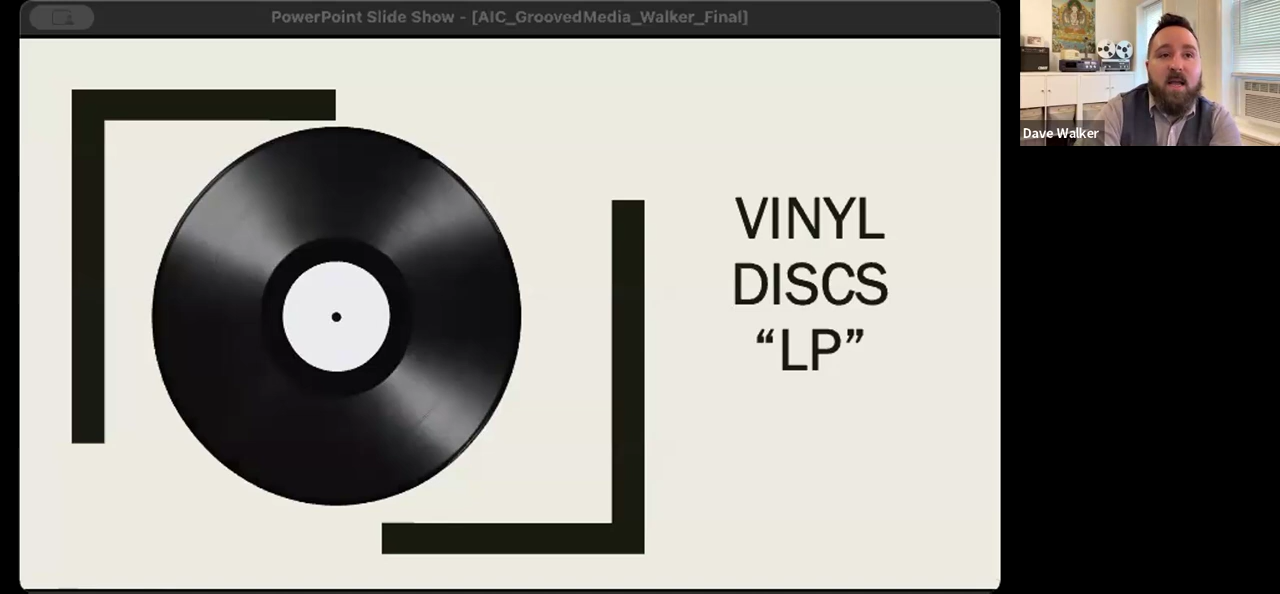 PowerPoint Slide Show - [AIC_GroovedMedia_Walker_Final]
VINYL
DISCS
“LP”
Dave Walker